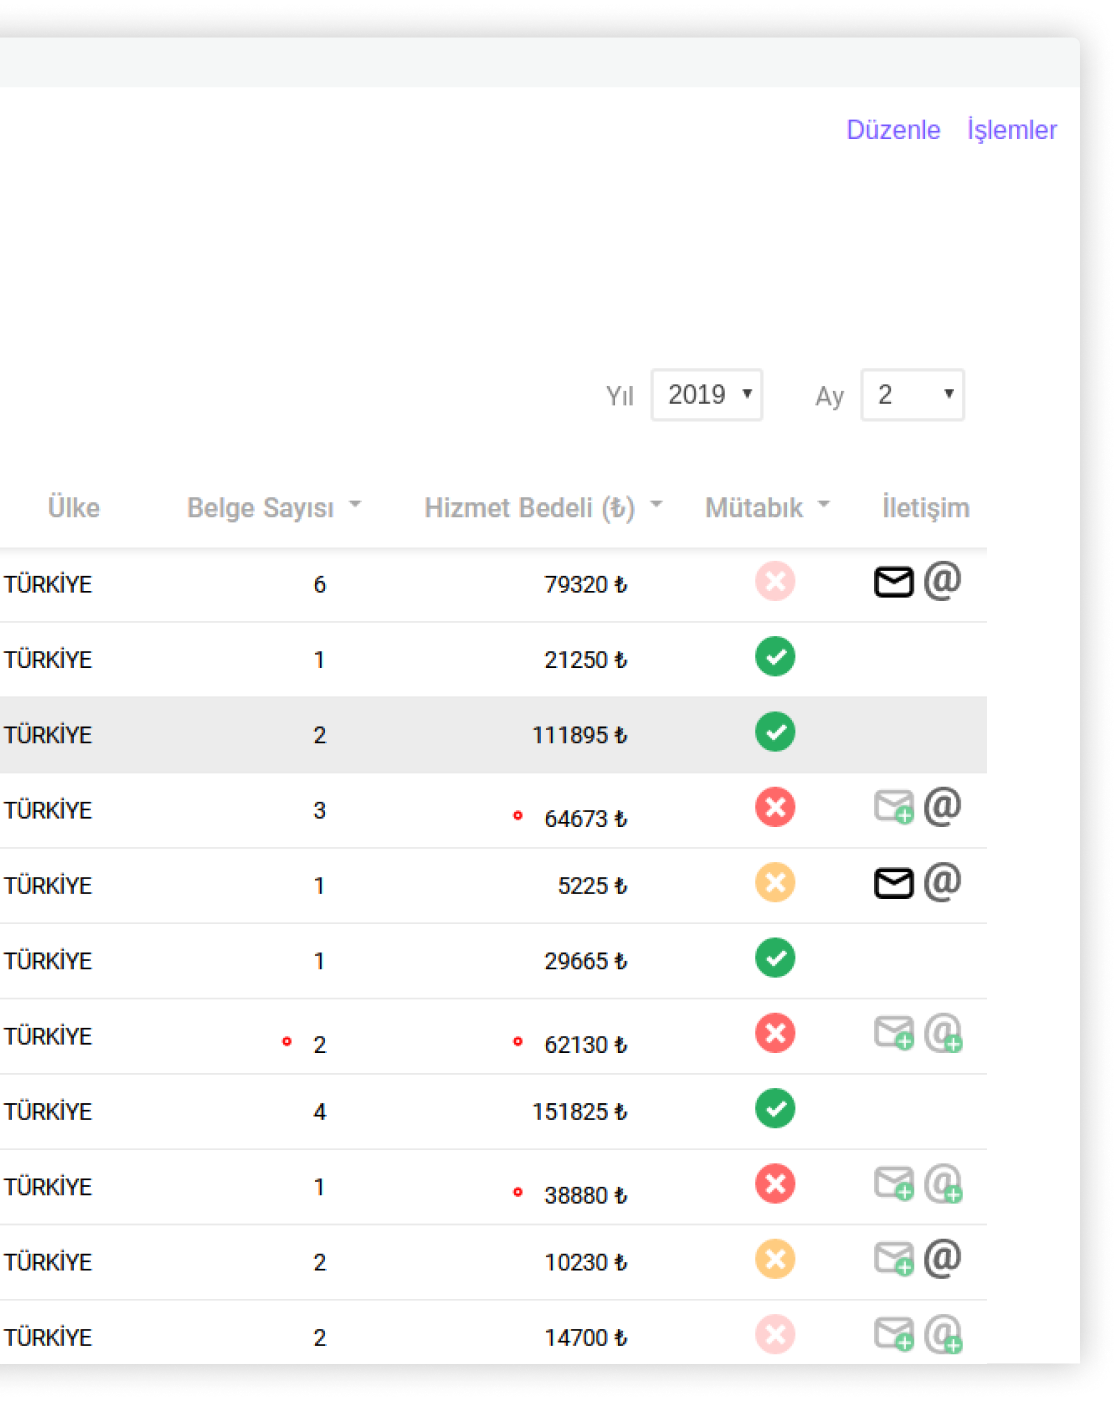 Düzenle İşlemler
Yıl 2019 Ay 2
Ülke Belge Sayısı Hizmet Bedeli (₺) Mütabık İletişim
TÜRKİYE 6 79320 ₺
TÜRKİYE 1 21250 ₺
TÜRKİYE 2 111895 ₺
TÜRKİYE 3 64673 ₺
TÜRKİYE 1 5225 ₺
TÜRKİYE 1 29665 ₺
TÜRKİYE 2 62130 ₺
TÜRKİYE 4 151825 ₺
TÜRKİYE 1 38880 ₺
TÜRKİYE 2 10230 ₺
TÜRKİYE 2 14700 ₺